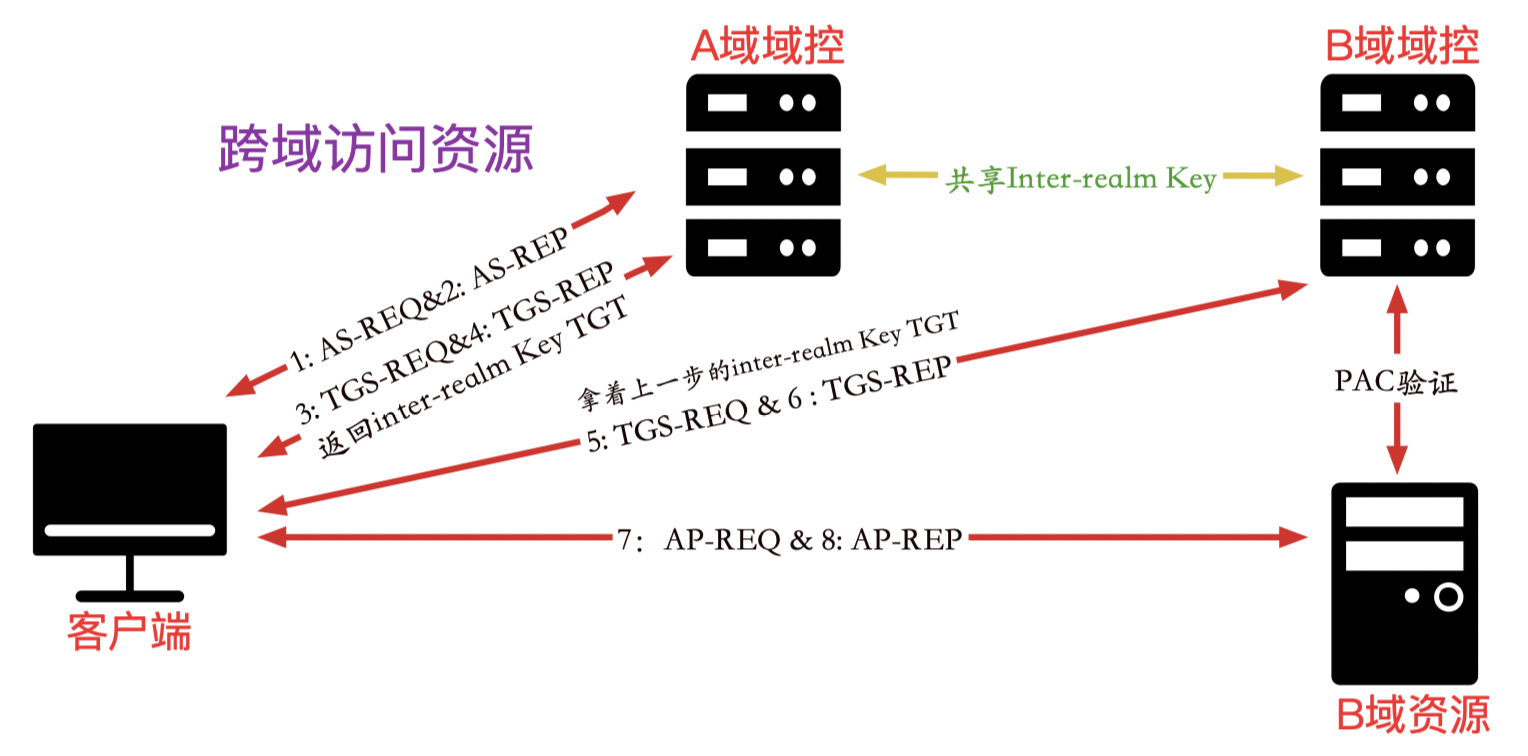 A域域控
B域域控
跨域访问资源
共享Inter-realm Key
1: AS-REQ&2: AS-REP
3: TGS-REQ&4: TGS-REP
返回inter-realm Key TGT
拿着上一步的inter-realm Key TGT
5: TGS-REQ & 6 : TGS-REP
PAC验证
7： AP-REQ & 8: AP-REP
客户端
B域资源